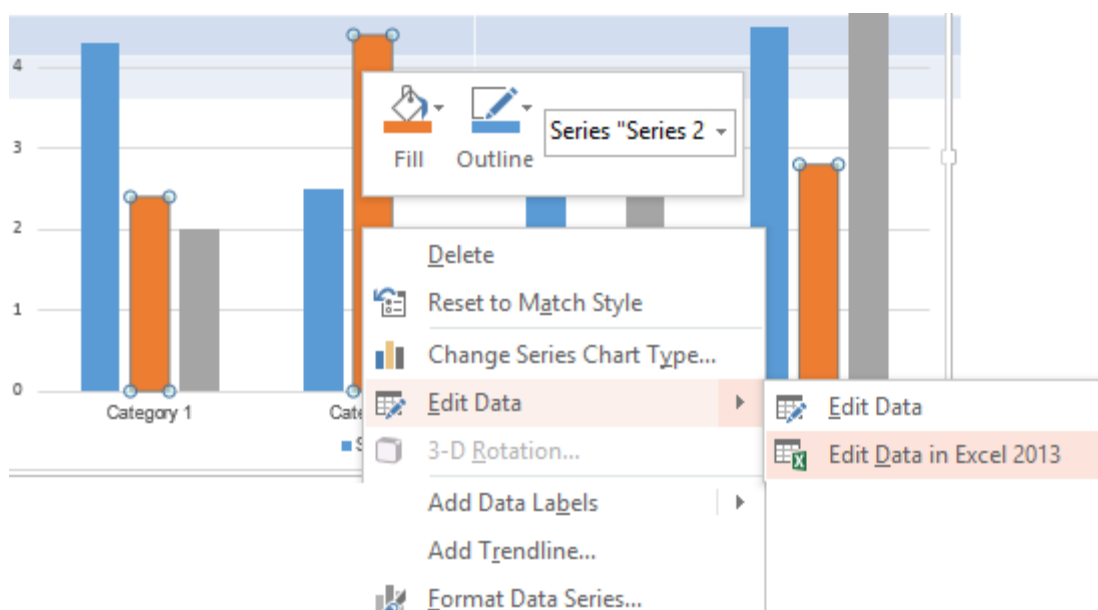 4
3
2
1
0
Category 1
Series "Series 2
Fill
Outline
Delete
Reset to Match Style
Change Series Chart Type...
Edit Data
3-D Rotation...
Add Data Labels
Add Trendline...
Format Data Series...
Edit Data
Edit Data in Excel 2013